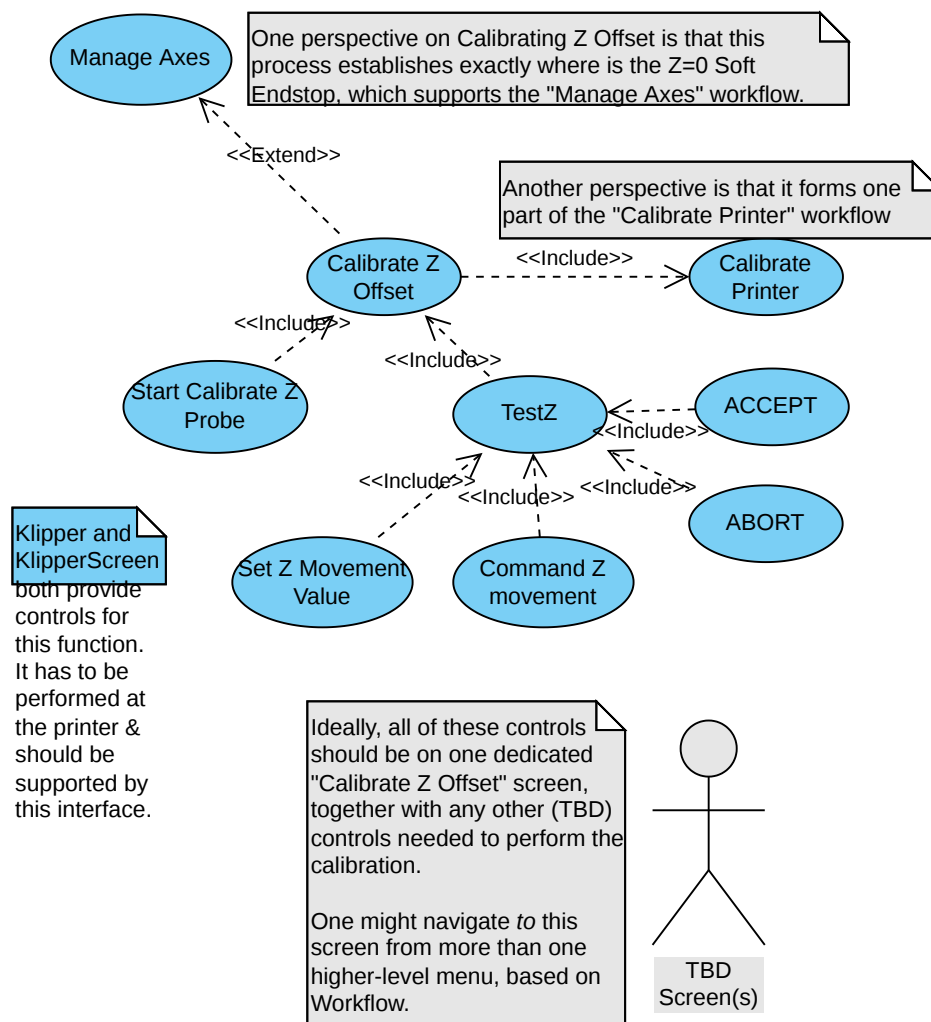 Manage Axes
One perspective on Calibrating Z Offset is that this
process establishes exactly where is the Z=0 Soft
Endstop, which supports the "Manage Axes" workflow.
<<Extend>>
Another perspective is that it forms one
part of the "Calibrate Printer" workflow
Calibrate Z
Offset
<<Include>>
Calibrate
Printer
<<Include>>
<<Include>>
Start Calibrate Z
Probe
TestZ
ACCEPT
<<Include>>
<<Include>>
<<Include>>
<<Include>>
ABORT
Set Z Movement
Value
Command Z
movement
Klipper and
KlipperScreen
both provide
controls for
this function.
It has to be
performed at
the printer &
should be
supported by
this interface.
Ideally, all of these controls
should be on one dedicated
"Calibrate Z Offset" screen,
together with any other (TBD)
controls needed to perform the
calibration.
One might navigate to this
screen from more than one
higher-level menu, based on
Workflow.
TBD
Screen(s)